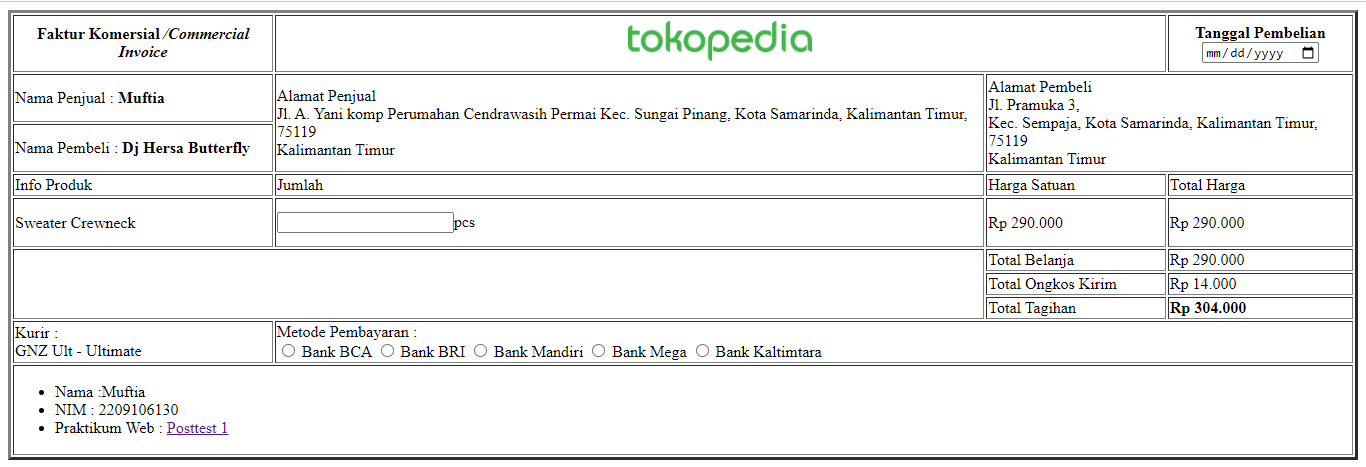 Faktur Komersial /Commercial
Invoice
tokopedia
Tanggal Pembelian
mm/dd/yyyy
Nama Penjual : Muftia
Nama Pembeli : Dj Hersa Butterfly
Alamat Penjual
Jl. A. Yani komp Perumahan Cendrawasih Permai Kec. Sungai Pinang, Kota Samarinda, Kalimantan Timur,
75119
Kalimantan Timur
Alamat Pembeli
Jl. Pramuka 3,
Kec. Sempaja, Kota Samarinda, Kalimantan Timur,
75119
Kalimantan Timur
Info Produk
Jumlah
Harga Satuan
Total Harga
Sweater Crewneck
pcs
Rp 290.000
Rp 290.000
Total Belanja
Rp 290.000
Total Ongkos Kirim
Rp 14.000
Total Tagihan
Rp 304.000
Kurir :
GNZ Ult - Ultimate
Metode Pembayaran :
Bank BCA Bank BRI Bank Mandiri Bank Mega Bank Kaltimtara
Nama :Muftia
NIM : 2209106130
Praktikum Web : Posttest 1